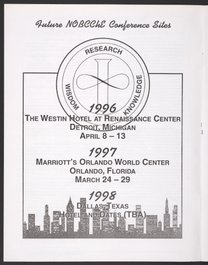 Future NOBCChE Conference Sites
RESEARCH
WISDOM
KNOWLEDGE
1996
The Westin Hotel at Renaissance Center
Detroit, Michigan
April 8 – 13
1997
Marriott's Orlando World Center
Orlando, Florida
March 24 – 29
1998
Dallas, Texas
Hotel and Dates (TBA)